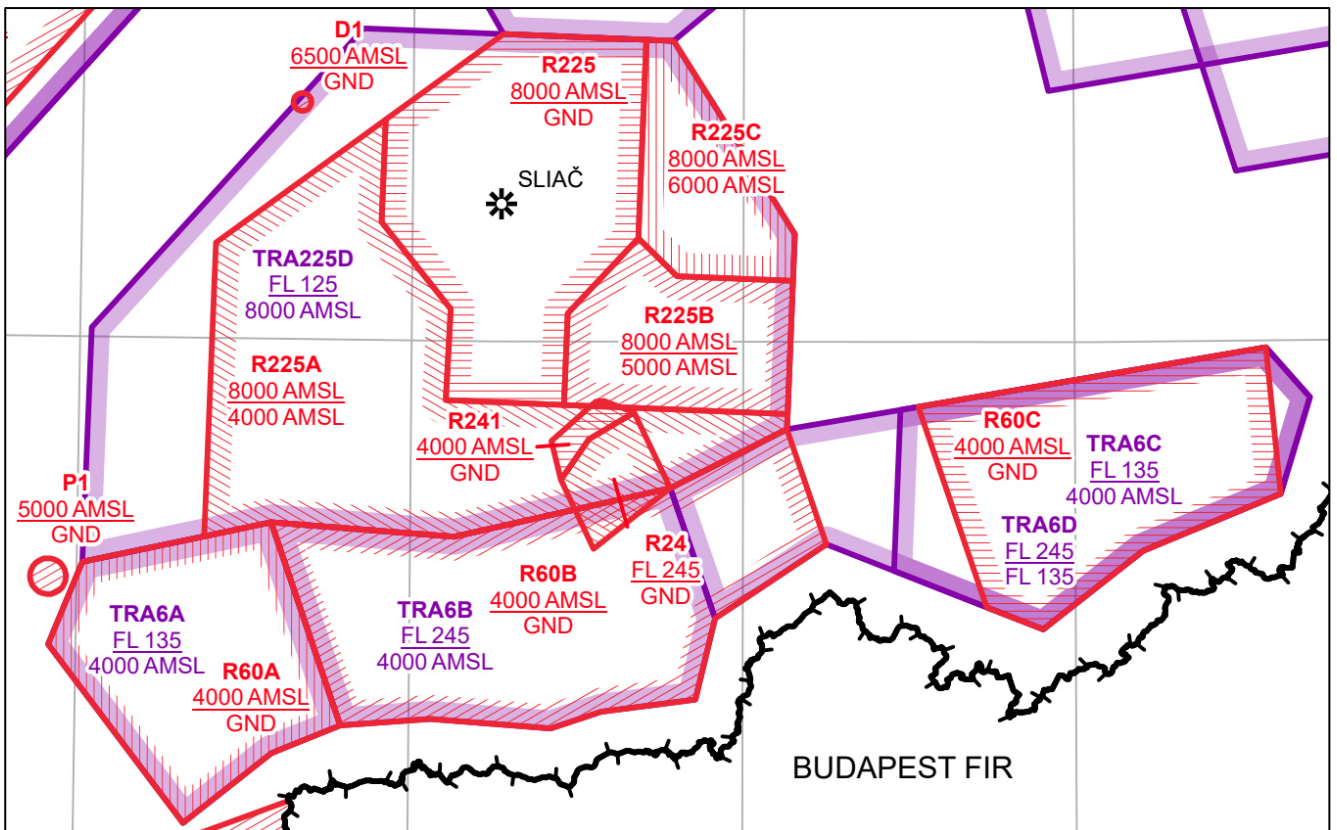 D1
6500 AMSL
GND
R225
8000 AMSL
GND
R225C
8000 AMSL
6000 AMSL
SLIAČ
TRA225D
FL 125
8000 AMSL
R225B
8000 AMSL
5000 AMSL
R225A
8000 AMSL
4000 AMSL
R241
4000 AMSL
GND
R60C
4000 AMSL
GND
TRA6C
FL 135
4000 AMSL
P1
5000 AMSL
GND
TRA6D
FL 245
FL 135
R24
FL 245
GND
R60B
4000 AMSL
GND
TRA6A
FL 135
4000 AMSL
TRA6B
FL 245
4000 AMSL
R60A
4000 AMSL
GND
BUDAPEST FIR